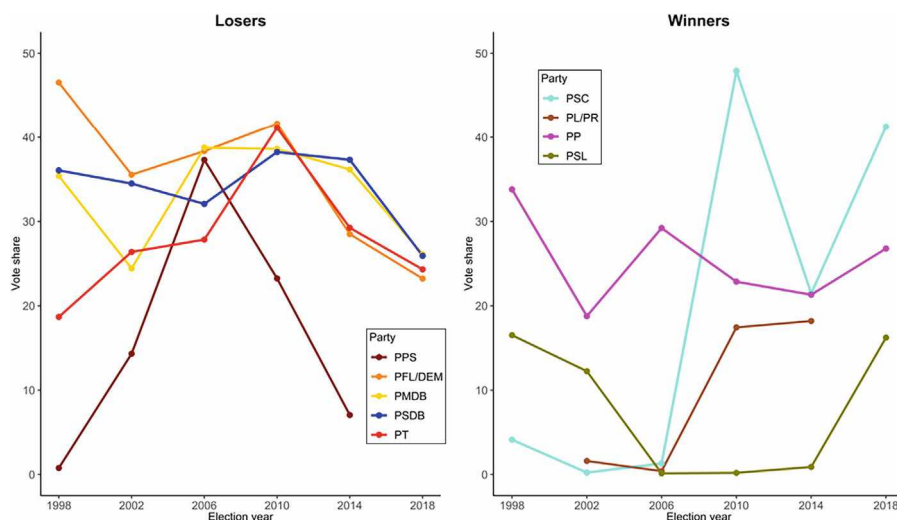 Losers
50
40
30
20
10
0
Vote share
Party
PPS
PFL/DEM
PMDB
PSDB
PT
1998 2002 2006 2010 2014 2018
Election year
Winners
50
40
30
20
10
0
Vote share
Party
PSC
PL/PR
PP
PSL
1998 2002 2006 2010 2014 2018
Election year